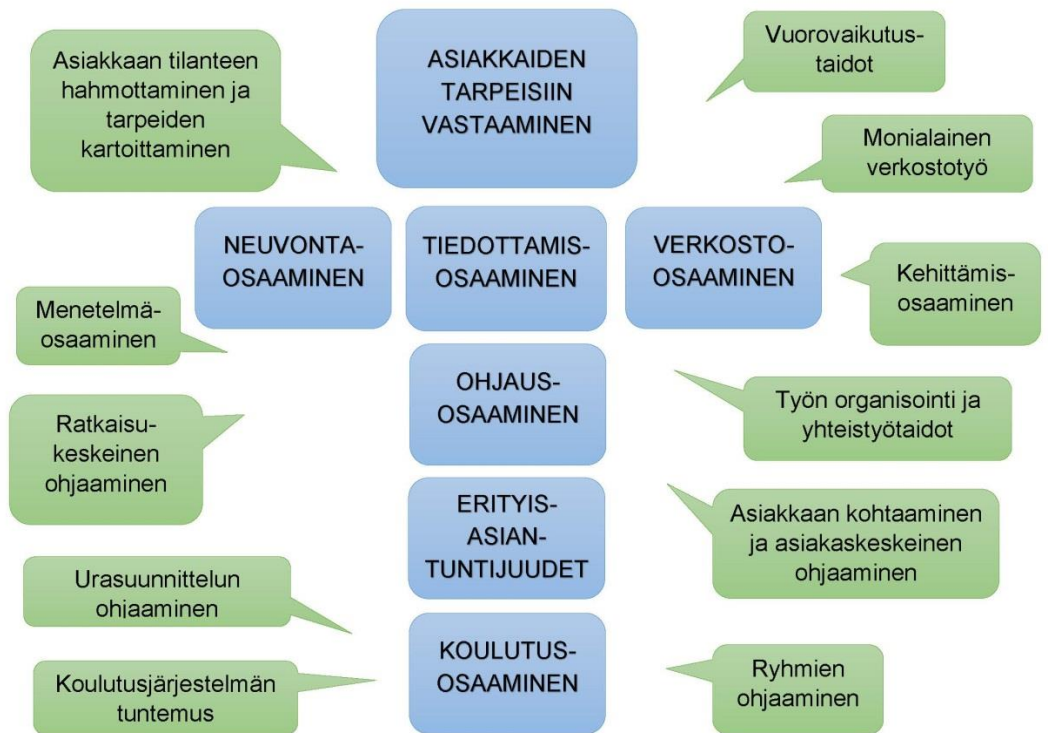 Asiakkaan tilanteen
hahmottaminen ja
tarpeiden
kartoittaminen
ASIAKKAIDEN
TARPEISIIN
VASTAAMINEN
Vuorovaikutus-
taidot
Monialainen
verkostotyö
NEUVONTA-
OSAAMINEN
TIEDOTTAMIS-
OSAAMINEN
VERKOSTO-
OSAAMINEN
Kehittämis-
osaaminen
Menetelmä-
osaaminen
OHJAUS-
OSAAMINEN
Työn organisointi ja
yhteistyötaidot
Ratkaisu-
keskeinen
ohjaaminen
ERITYIS-
ASIAN-
TUNTIJUUDET
Asiakkaan kohtaaminen
ja asiakaskeskeinen
ohjaaminen
Urasuunnittelun
ohjaaminen
KOULUTUS-
OSAAMINEN
Koulutusjärjestelmän
tuntemus
Ryhmien
ohjaaminen